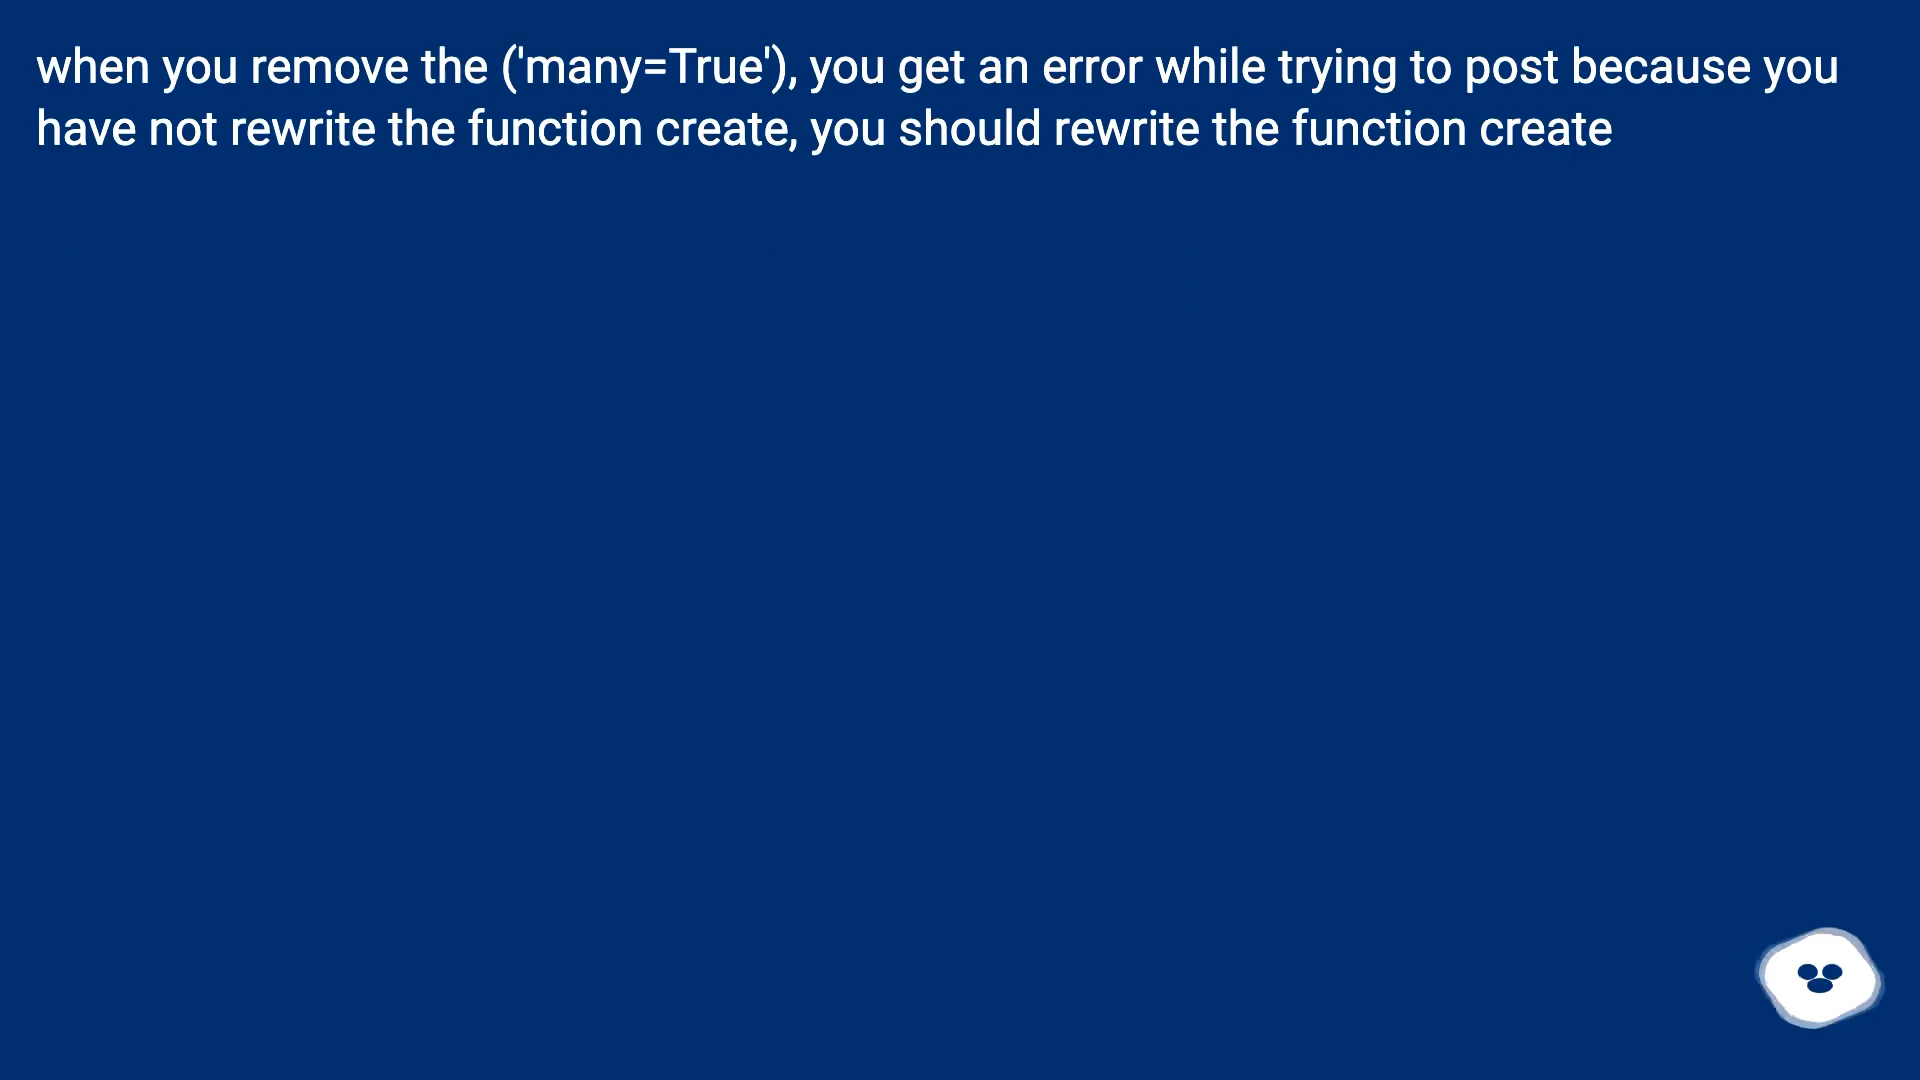 when you remove the ('many=True'), you get an error while trying to post because you
have not rewrite the function create, you should rewrite the function create